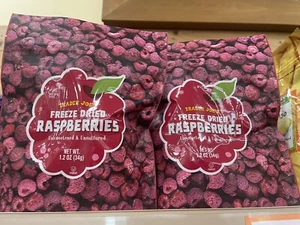 TRADER JOE'S
FREEZE DRIED
RASPBERRIES
Unsweetened & Unsulfured
NET WT.
1.2 OZ (34g)
TRADER JOE'S
FREEZE DRIED
RASPBERRIES
Unsweetened & Unsulfured
NET WT.
1.2 OZ (34g)